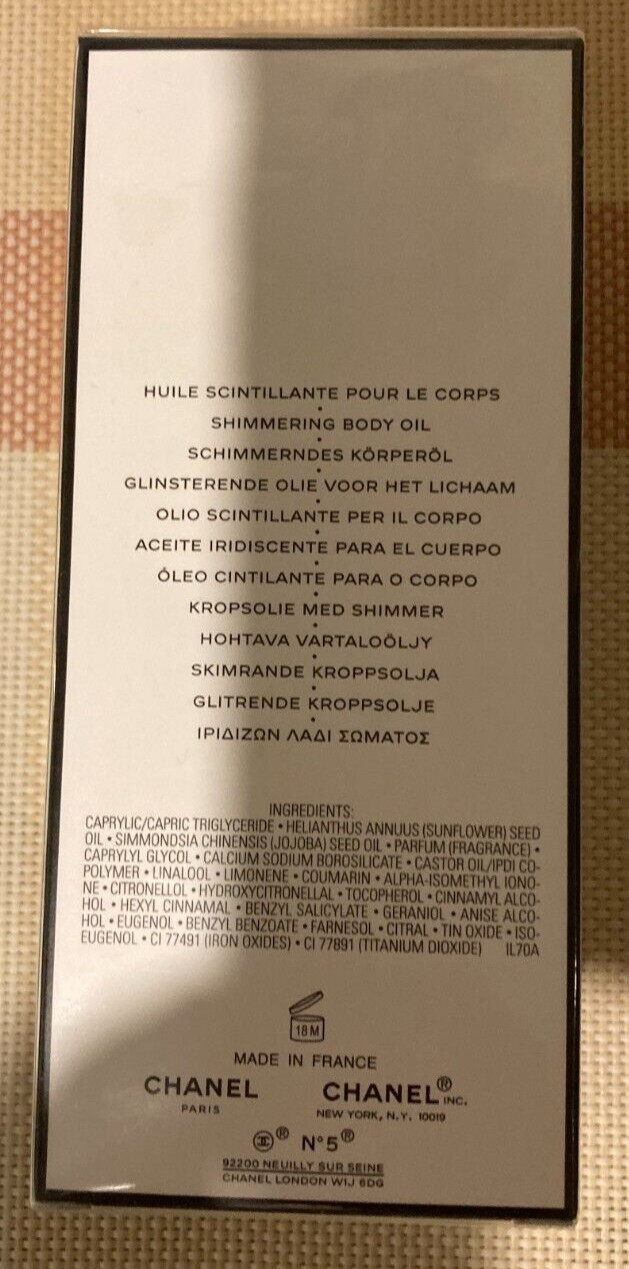 HUILE SCINTILLANTE POUR LE CORPS
•
SHIMMERING BODY OIL
•
SCHIMMERNDES KÖRPERÖL
•
GLINSTERENDE OLIE VOOR HET LICHAAM
•
OLIO SCINTILLANTE PER IL CORPO
•
ACEITE IRIDISCENTE PARA EL CUERPO
•
ÓLEO CINTILANTE PARA O CORPO
•
KROPSOLIE MED SHIMMER
•
HOHTAVA VARTALOÖLJY
•
SKIMRANDE KROPPSOLJA
•
GLITRENDE KROPPSOLJE
•
ΙΡΙΔΙΖΩΝ ΛΑΔΙ ΣΩΜΑΤΟΣ
INGREDIENTS:
CAPRYLIC/CAPRIC TRIGLYCERIDE • HELIANTHUS ANNUUS (SUNFLOWER) SEED
OIL • SIMMONDSIA CHINENSIS (JOJOBA) SEED OIL • PARFUM (FRAGRANCE) •
CAPRYLYL GLYCOL • CALCIUM SODIUM BOROSILICATE • CASTOR OIL/IPDI CO-
POLYMER • LINALOOL • LIMONENE • COUMARIN • ALPHA-ISOMETHYL IONO-
NE • CITRONELLOL • HYDROXYCITRONELLAL • TOCOPHEROL • CINNAMYL ALCO-
HOL • HEXYL CINNAMAL • BENZYL SALICYLATE • GERANIOL • ANISE ALCO-
HOL • EUGENOL • BENZYL BENZOATE • FARNESOL • CITRAL • TIN OXIDE • ISO-
EUGENOL • CI 77491 (IRON OXIDES) • CI 77891 (TITANIUM DIOXIDE) IL70A
18M
MADE IN FRANCE
CHANEL CHANEL® INC.
PARIS NEW YORK, N.Y. 10019
® N°5®
92200 NEUILLY SUR SEINE
CHANEL LONDON W1J 6DG